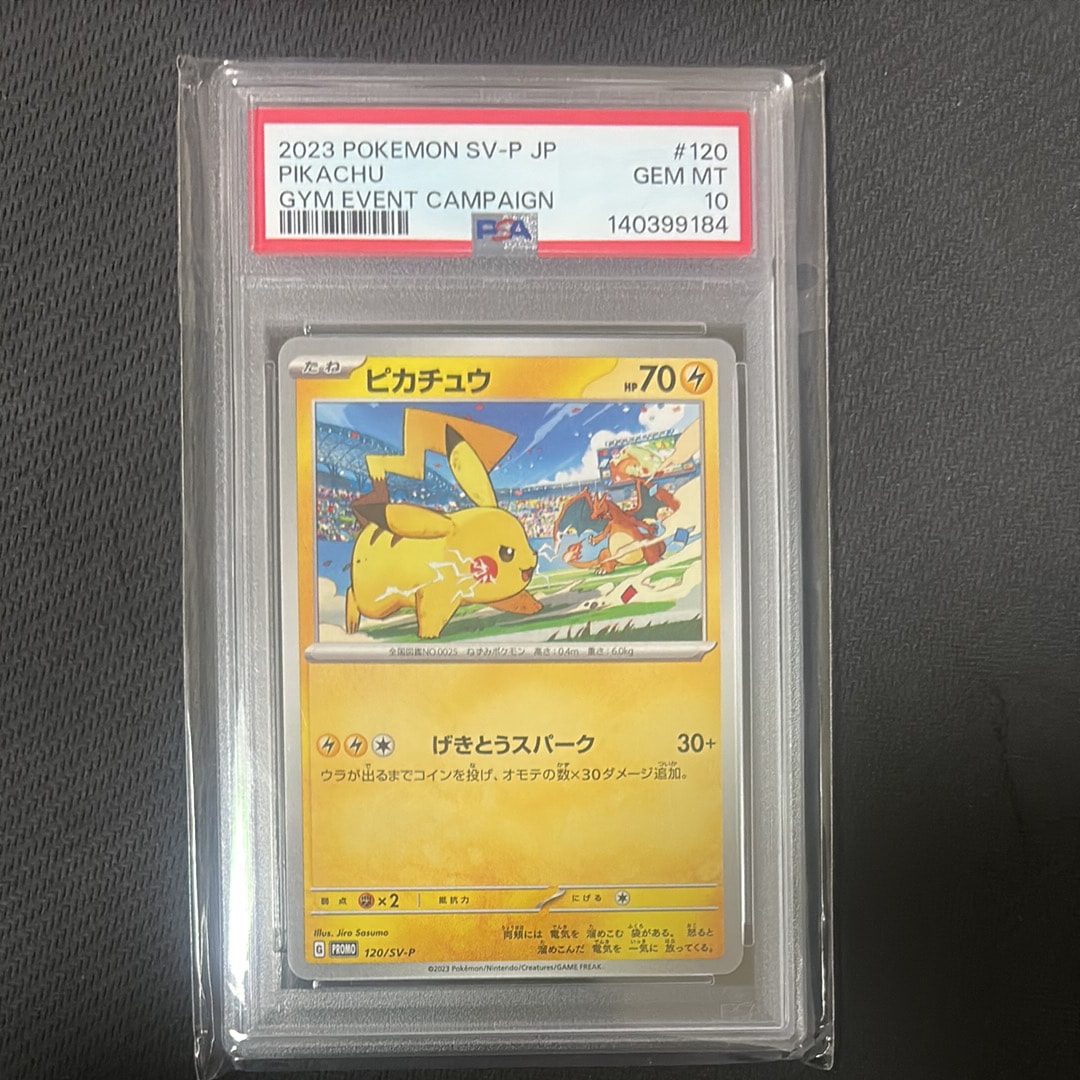 2023 POKEMON SV-P JP #120
PIKACHU GEM MT
GYM EVENT CAMPAIGN 10
PSA 140399184
たね ピカチュウ HP70
全国図鑑NO.0025 ねずみポケモン 高さ:0.4m 重さ:6.0kg
げきとうスパーク 30+
ウラが出るまでコインを投げ、オモテの数×30ダメージ追加。
弱点 ×2 抵抗力 にげる
Illus. Jiro Sasumo
両頬には 電気を 溜めこむ 袋がある。 怒ると
溜めこんだ 電気を 一気に 放ってくる。
G PROMO 120/SV-P
©2023 Pokémon/Nintendo/Creatures/GAME FREAK.